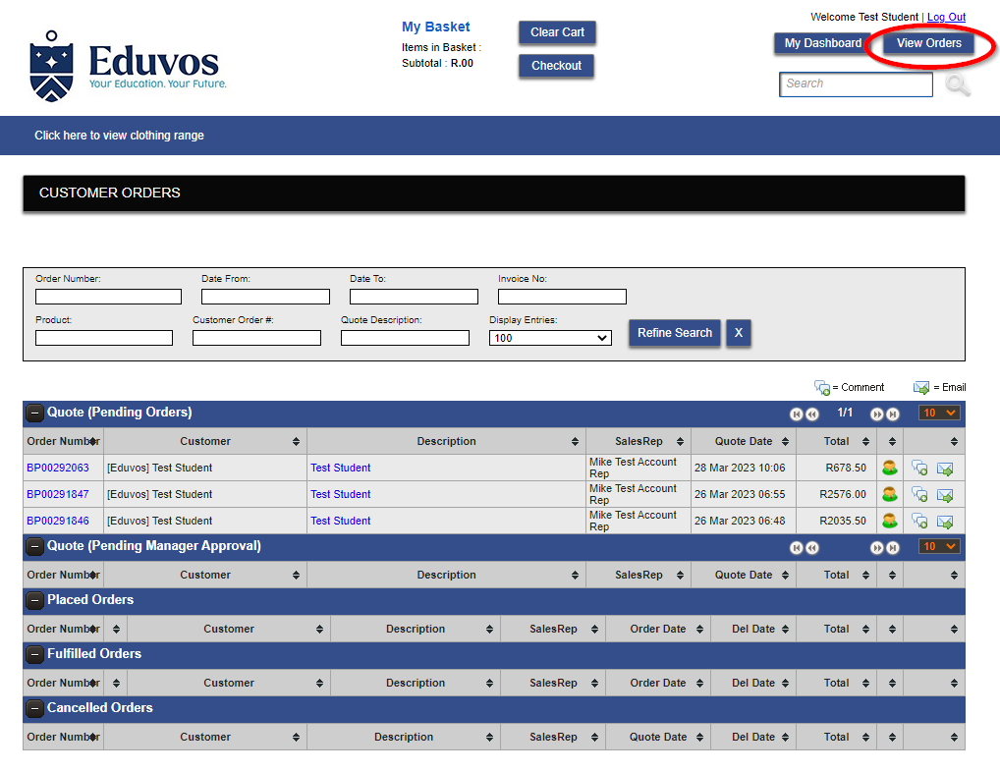 Welcome Test Student | Log Out
My Dashboard View Orders
Search
Eduvos
Your Education. Your Future.
My Basket
Items in Basket :
Subtotal : R.00
Clear Cart
Checkout
Click here to view clothing range
CUSTOMER ORDERS
Order Number: Date From: Date To: Invoice No:
Product: Customer Order #: Quote Description: Display Entries:
100 Refine Search X
= Comment = Email
Quote (Pending Orders) 1/1 10
Order Number Customer Description SalesRep Quote Date Total
BP00292063 [Eduvos] Test Student Test Student Mike Test Account Rep 28 Mar 2023 10:06 R678.50
BP00291847 [Eduvos] Test Student Test Student Mike Test Account Rep 26 Mar 2023 06:55 R2576.00
BP00291846 [Eduvos] Test Student Test Student Mike Test Account Rep 26 Mar 2023 06:48 R2035.50
Quote (Pending Manager Approval) 10
Order Number Customer Description SalesRep Quote Date Total
Placed Orders
Order Number Customer Description SalesRep Order Date Del Date Total
Fulfilled Orders
Order Number Customer Description SalesRep Order Date Del Date Total
Cancelled Orders
Order Number Customer Description SalesRep Quote Date Del Date Total